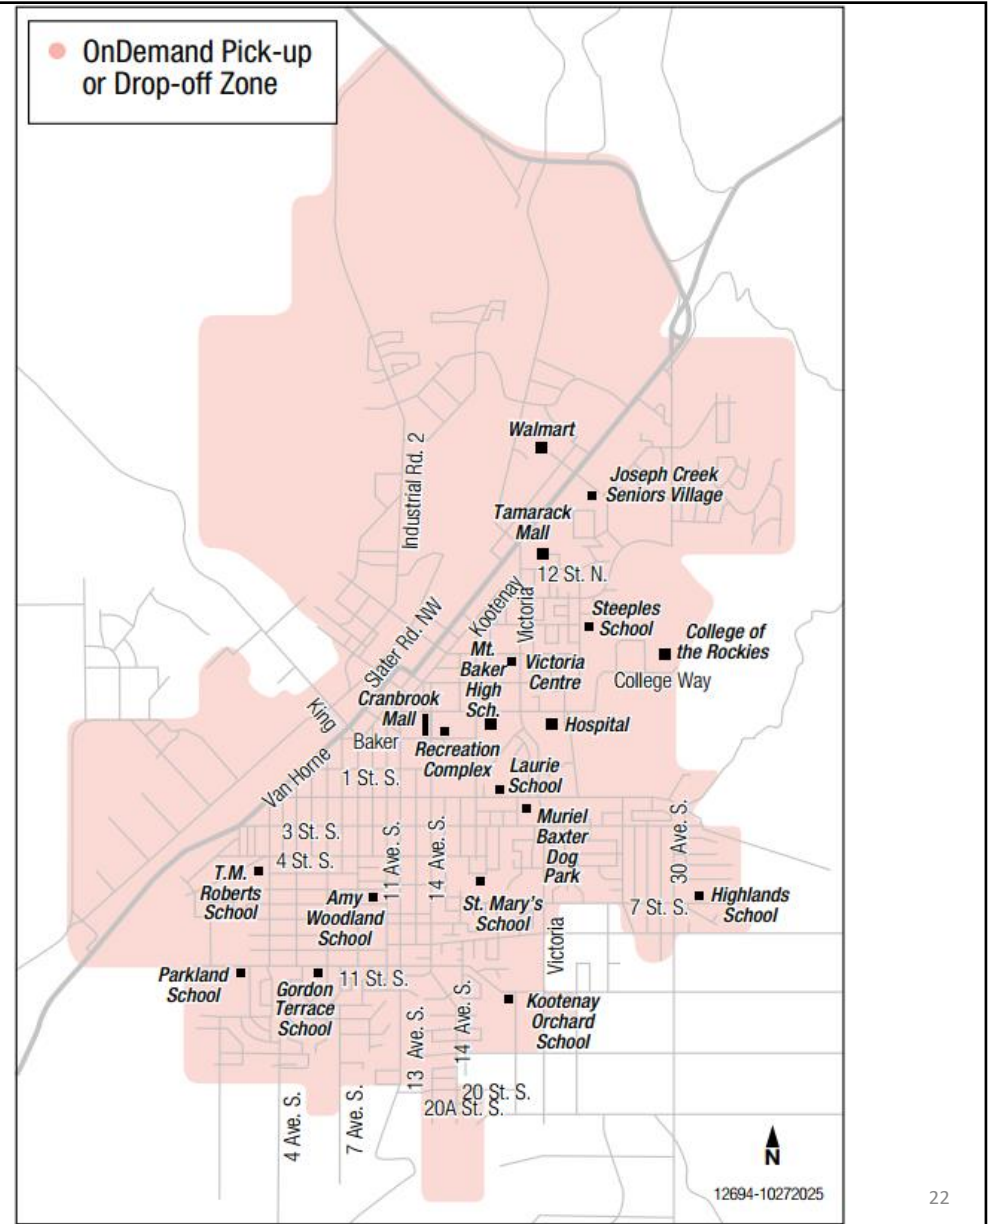 OnDemand Pick-up
or Drop-off Zone
Walmart
Joseph Creek
Seniors Village
Industrial Rd. 2
Tamarack
Mall
12 St. N.
Kootenay
Victoria
Steeples
School
College of
the Rockies
College Way
Slater Rd. NW
Mt.
Baker
High
Sch.
Victoria
Centre
Cranbrook
Mall
King
Hospital
Baker
Recreation
Complex
Van Horne
1 St. S.
Laurie
School
Muriel
Baxter
Dog
Park
3 St. S.
4 St. S.
11 Ave. S.
14 Ave. S.
30 Ave. S.
T.M.
Roberts
School
Amy
Woodland
School
St. Mary's
School
7 St. S.
Highlands
School
Victoria
Parkland
School
Gordon
Terrace
School
11 St. S.
Kootenay
Orchard
School
13 Ave. S.
14 Ave. S.
20 St. S.
20A St. S.
4 Ave. S.
7 Ave. S.
N
12694-10272025
22